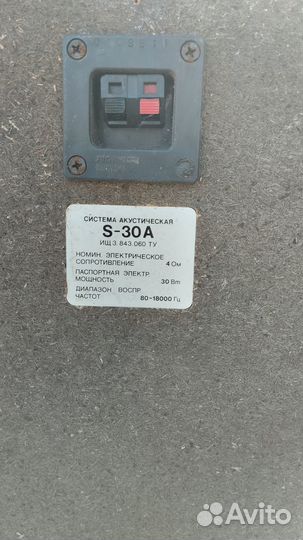 СИСТЕМА АКУСТИЧЕСКАЯ
S-30A
ИЩ 3.843.060 ТУ
НОМИН ЭЛЕКТРИЧЕСКОЕ
СОПРОТИВЛЕНИЕ 4 Ом
ПАСПОРТНАЯ ЭЛЕКТР
МОЩНОСТЬ 30 Вт
ДИАПАЗОН ВОСПР.
ЧАСТОТ 80-18000 Гц
Avito